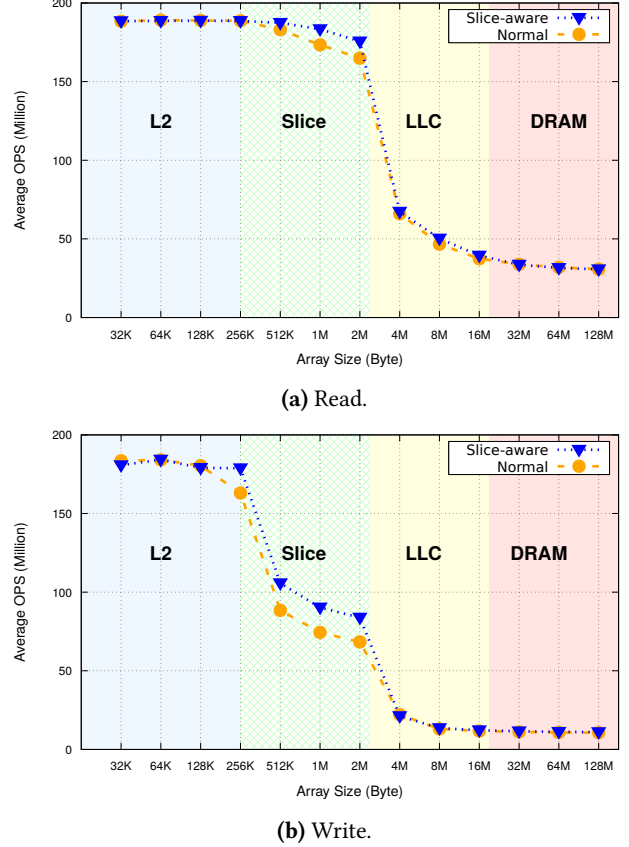 200
150
100
50
0
Average OPS (Million)
Slice-aware
Normal
L2
Slice
LLC
DRAM
32K 64K 128K 256K 512K 1M 2M 4M 8M 16M 32M 64M 128M
Array Size (Byte)
(a) Read.
200
150
100
50
0
Average OPS (Million)
Slice-aware
Normal
L2
Slice
LLC
DRAM
32K 64K 128K 256K 512K 1M 2M 4M 8M 16M 32M 64M 128M
Array Size (Byte)
(b) Write.